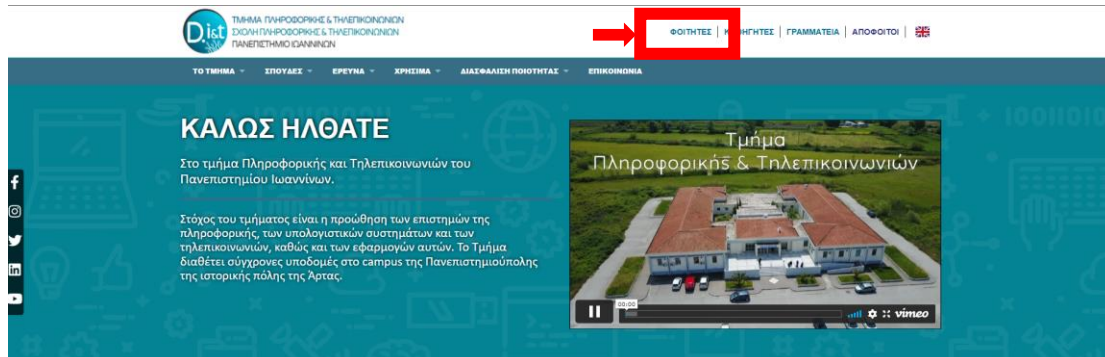 Di&t
ΤΜΗΜΑ ΠΛΗΡΟΦΟΡΙΚΗΣ & ΤΗΛΕΠΙΚΟΙΝΩΝΙΩΝ
ΣΧΟΛΗ ΠΛΗΡΟΦΟΡΙΚΗΣ & ΤΗΛΕΠΙΚΟΙΝΩΝΙΩΝ
ΠΑΝΕΠΙΣΤΗΜΙΟ ΙΩΑΝΝΙΝΩΝ
ΦΟΙΤΗΤΕΣ | ΚΑΘΗΓΗΤΕΣ | ΓΡΑΜΜΑΤΕΙΑ | ΑΠΟΦΟΙΤΟΙ |
ΤΟ ΤΜΗΜΑ ΣΠΟΥΔΕΣ ΕΡΕΥΝΑ ΧΡΗΣΙΜΑ ΔΙΑΣΦΑΛΙΣΗ ΠΟΙΟΤΗΤΑΣ ΕΠΙΚΟΙΝΩΝΙΑ
ΚΑΛΩΣ ΗΛΘΑΤΕ
Στο τμήμα Πληροφορικής και Τηλεπικοινωνιών του
Πανεπιστημίου Ιωαννίνων.
Στόχος του τμήματος είναι η προώθηση των επιστημών της
πληροφορικής, των υπολογιστικών συστημάτων και των
τηλεπικοινωνιών, καθώς και των εφαρμογών αυτών. Το Τμήμα
διαθέτει σύγχρονες υποδομές στο campus της Πανεπιστημιούπολης
της ιστορικής πόλης της Άρτας.
Τμήμα
Πληροφορικής & Τηλεπικοινωνιών
00:00
vimeo